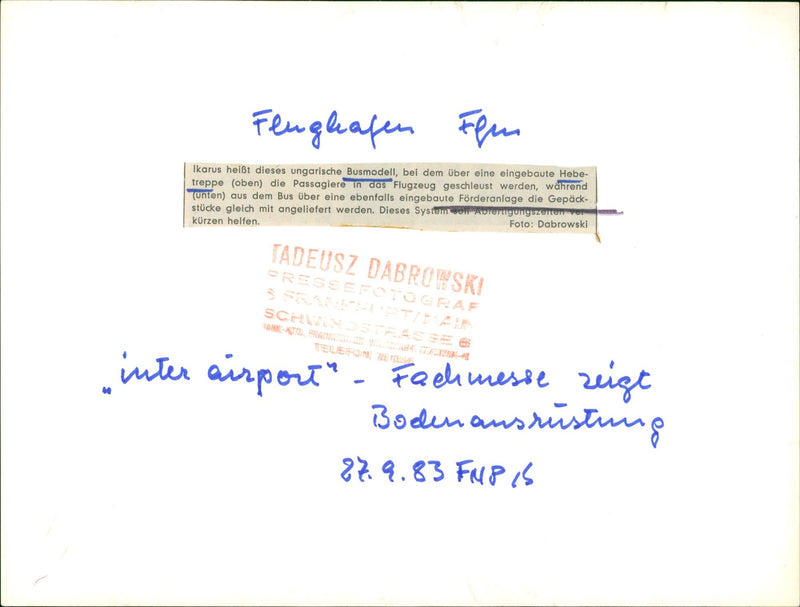 Flughafen Ffm
Ikarus heißt dieses ungarische Busmodell, bei dem über eine eingebaute Hebe-
treppe (oben) die Passagiere in das Flugzeug geschleust werden, während
(unten) aus dem Bus über eine ebenfalls eingebaute Förderanlage die Gepäck-
stücke gleich mit angeliefert werden. Dieses System soll Abfertigungszeiten ver-
kürzen helfen. Foto: Dabrowski
TADEUSZ DABROWSKI
PRESSEFOTOGRAF
6 FRANKFURT/MAIN
SCHWINDSTRASSE 6
TELEFON
„inter airport" - Fachmesse zeigt
Bodenausrüstung
27.9.83 FNP